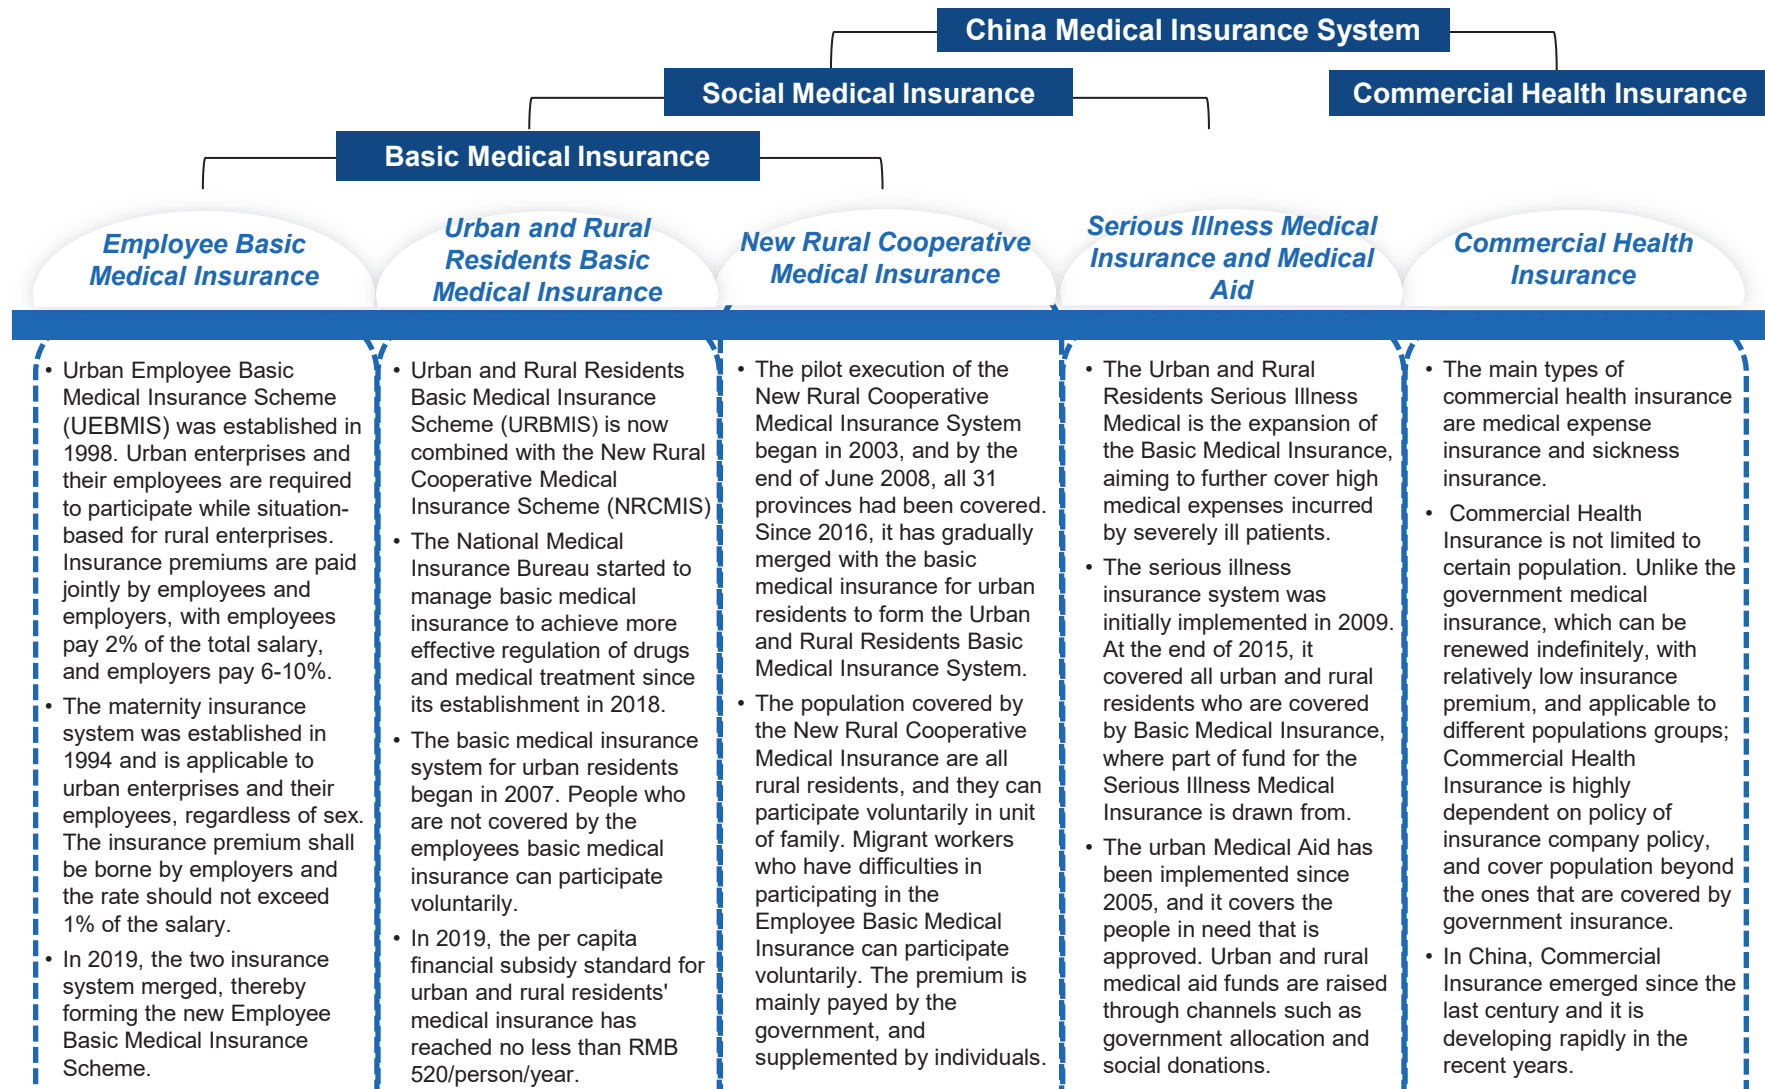 China Medical Insurance System
Social Medical Insurance
Commercial Health Insurance
Basic Medical Insurance
Employee Basic
Medical Insurance
Urban and Rural
Residents Basic
Medical Insurance
New Rural Cooperative
Medical Insurance
Serious Illness Medical
Insurance and Medical
Aid
Commercial Health
Insurance
• Urban Employee Basic
Medical Insurance Scheme
(UEBMIS) was established in
1998. Urban enterprises and
their employees are required
to participate while situation-
based for rural enterprises.
Insurance premiums are paid
jointly by employees and
employers, with employees
pay 2% of the total salary,
and employers pay 6-10%.
• The maternity insurance
system was established in
1994 and is applicable to
urban enterprises and their
employees, regardless of sex.
The insurance premium shall
be borne by employers and
the rate should not exceed
1% of the salary.
• In 2019, the two insurance
system merged, thereby
forming the new Employee
Basic Medical Insurance
Scheme.
• Urban and Rural Residents
Basic Medical Insurance
Scheme (URBMIS) is now
combined with the New Rural
Cooperative Medical
Insurance Scheme (NRCMIS)
• The National Medical
Insurance Bureau started to
manage basic medical
insurance to achieve more
effective regulation of drugs
and medical treatment since
its establishment in 2018.
• The basic medical insurance
system for urban residents
began in 2007. People who
are not covered by the
employees basic medical
insurance can participate
voluntarily.
• In 2019, the per capita
financial subsidy standard for
urban and rural residents'
medical insurance has
reached no less than RMB
520/person/year.
• The pilot execution of the
New Rural Cooperative
Medical Insurance System
began in 2003, and by the
end of June 2008, all 31
provinces had been covered.
Since 2016, it has gradually
merged with the basic
medical insurance for urban
residents to form the Urban
and Rural Residents Basic
Medical Insurance System.
• The population covered by
the New Rural Cooperative
Medical Insurance are all
rural residents, and they can
participate voluntarily in unit
of family. Migrant workers
who have difficulties in
participating in the
Employee Basic Medical
Insurance can participate
voluntarily. The premium is
mainly payed by the
government, and
supplemented by individuals.
• The Urban and Rural
Residents Serious Illness
Medical is the expansion of
the Basic Medical Insurance,
aiming to further cover high
medical expenses incurred
by severely ill patients.
• The serious illness
insurance system was
initially implemented in 2009.
At the end of 2015, it
covered all urban and rural
residents who are covered
by Basic Medical Insurance,
where part of fund for the
Serious Illness Medical
Insurance is drawn from.
• The urban Medical Aid has
been implemented since
2005, and it covers the
people in need that is
approved. Urban and rural
medical aid funds are raised
through channels such as
government allocation and
social donations.
• The main types of
commercial health insurance
are medical expense
insurance and sickness
insurance.
• Commercial Health
Insurance is not limited to
certain population. Unlike the
government medical
insurance, which can be
renewed indefinitely, with
relatively low insurance
premium, and applicable to
different populations groups;
Commercial Health
Insurance is highly
dependent on policy of
insurance company policy,
and cover population beyond
the ones that are covered by
government insurance.
• In China, Commercial
Insurance emerged since the
last century and it is
developing rapidly in the
recent years.